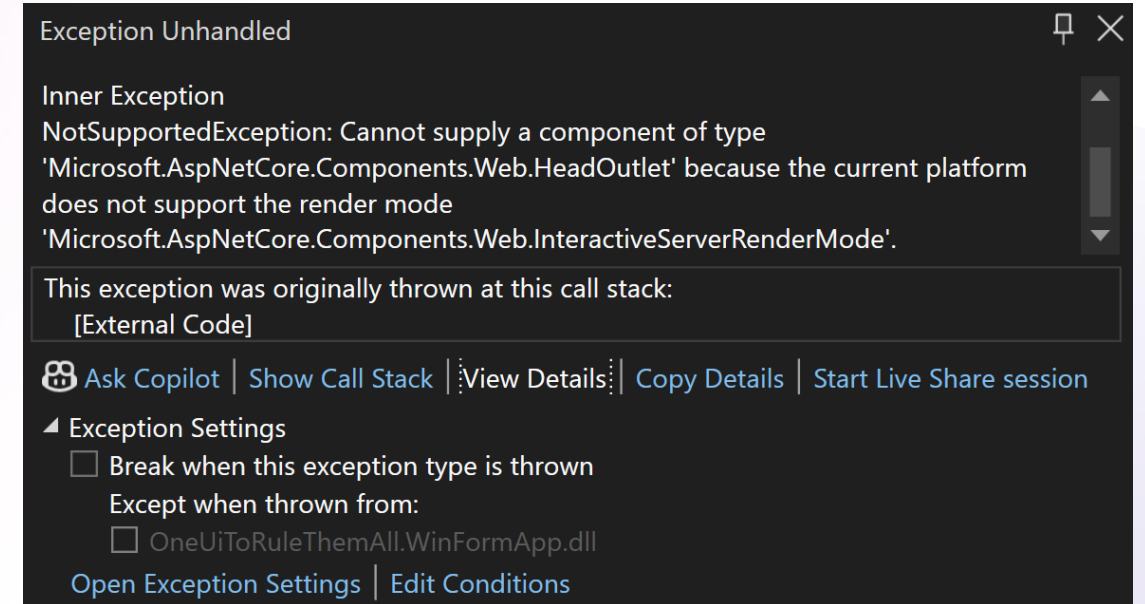 Exception Unhandled
Inner Exception
NotSupportedException: Cannot supply a component of type
'Microsoft.AspNetCore.Components.Web.HeadOutlet' because the current platform
does not support the render mode
'Microsoft.AspNetCore.Components.Web.InteractiveServerRenderMode'.
This exception was originally thrown at this call stack:
[External Code]
Ask Copilot | Show Call Stack | View Details | Copy Details | Start Live Share session
Exception Settings
Break when this exception type is thrown
Except when thrown from:
OneUiToRuleThemAll.WinFormApp.dll
Open Exception Settings | Edit Conditions